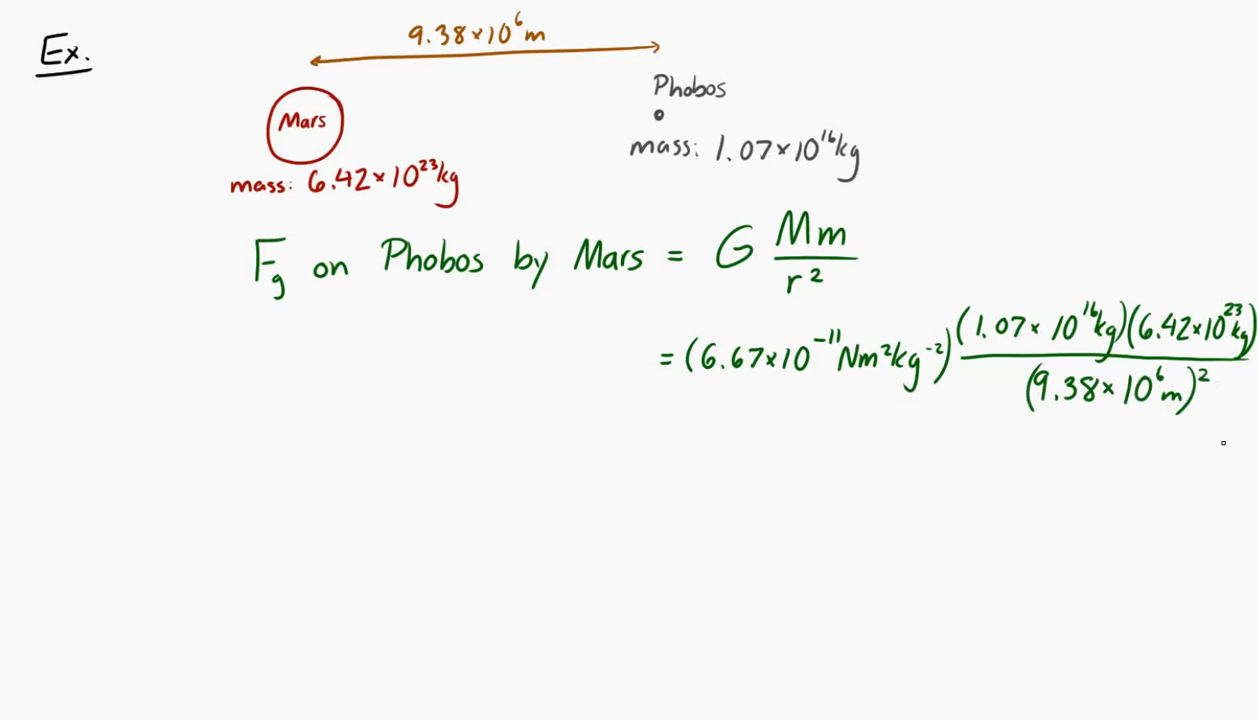 Ex.
9.38×10⁶m
Phobos
Mars
mass: 1.07×10¹⁶kg
mass: 6.42×10²³kg
Fg on Phobos by Mars = G Mm/r²
= (6.67×10⁻¹¹Nm²kg⁻²) (1.07×10¹⁶kg)(6.42×10²³kg)/(9.38×10⁶m)²